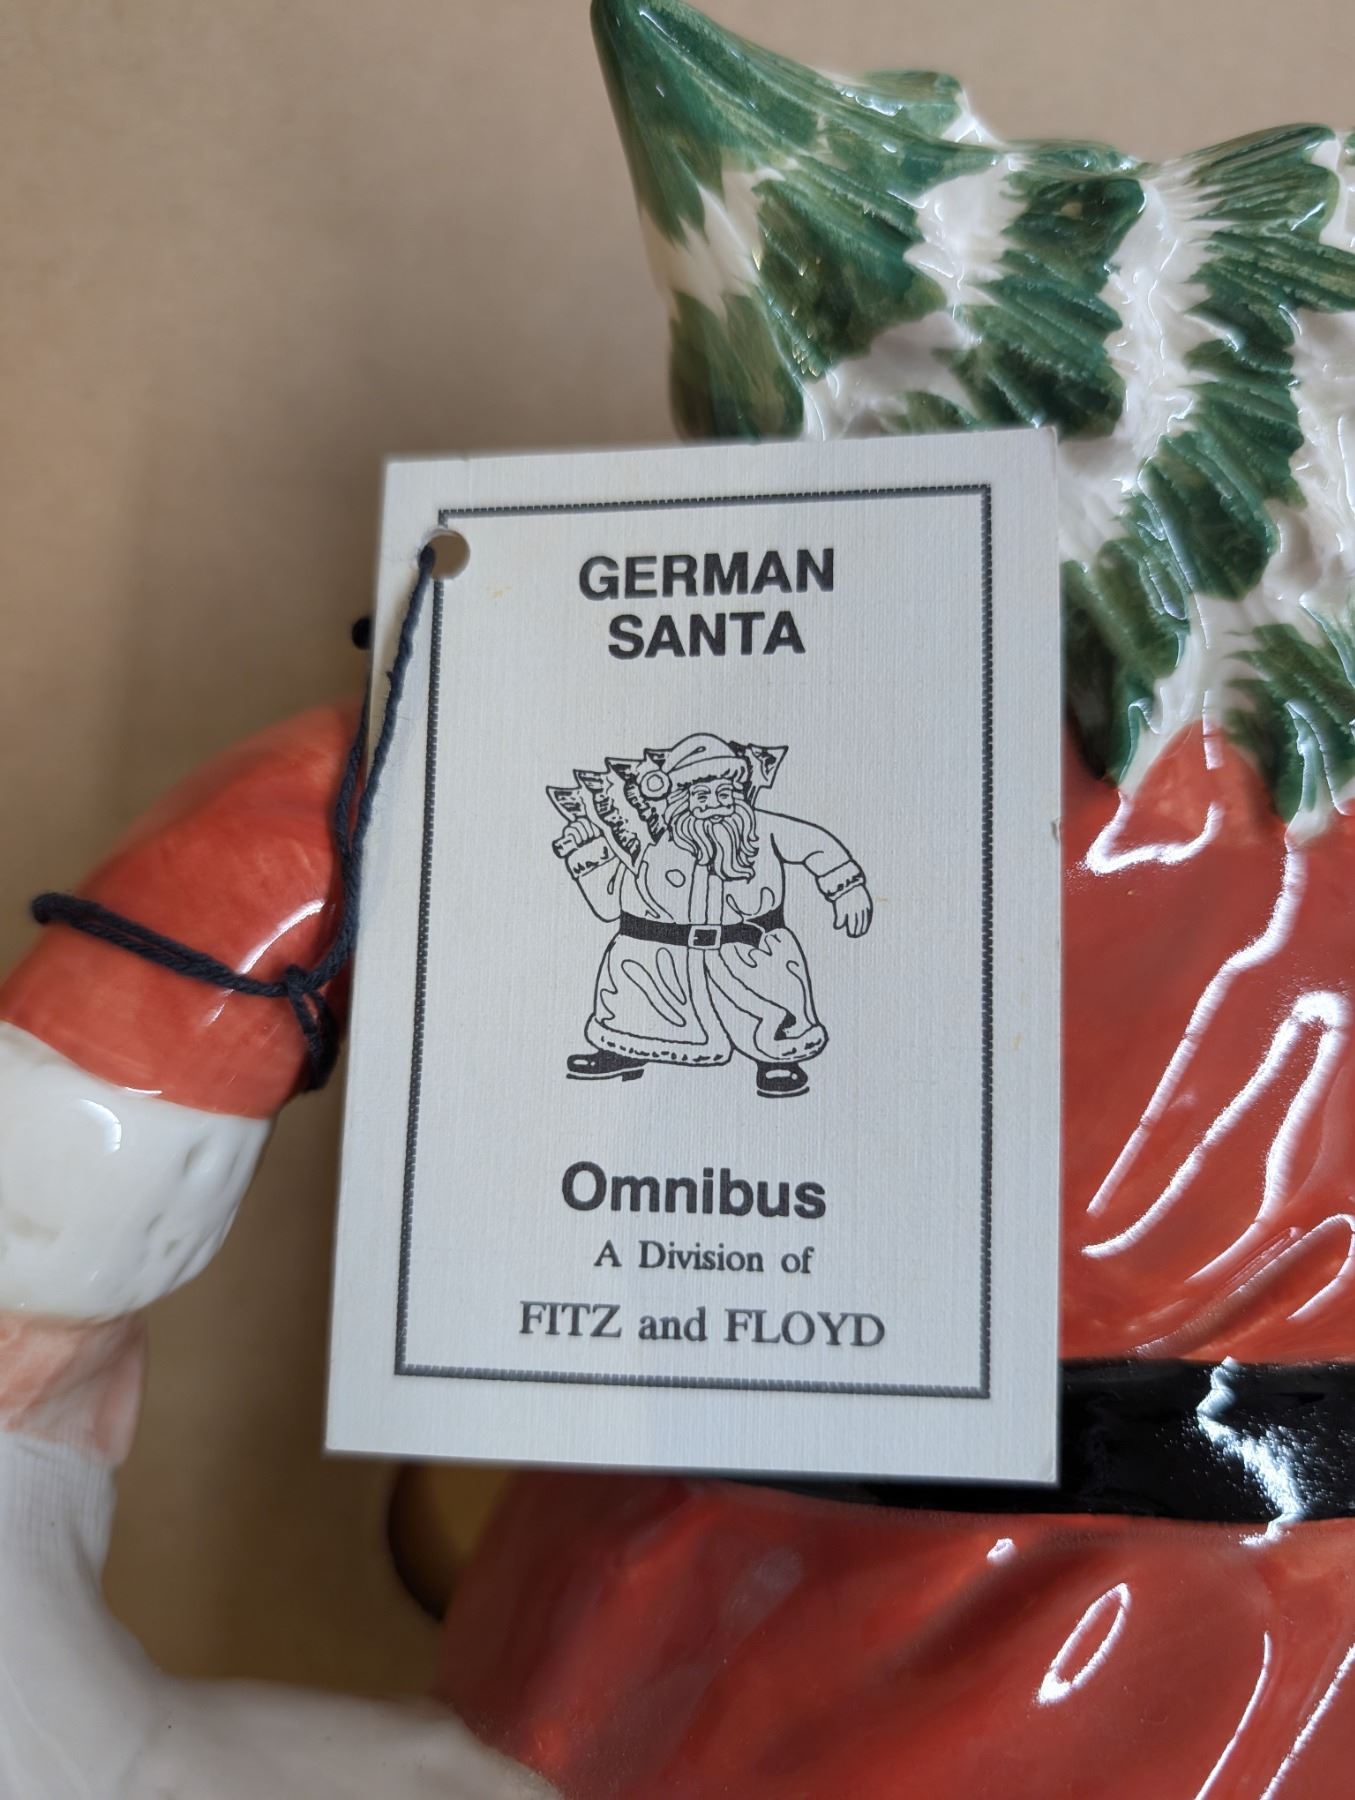 GERMAN
SANTA
Omnibus
A Division of
FITZ and FLOYD